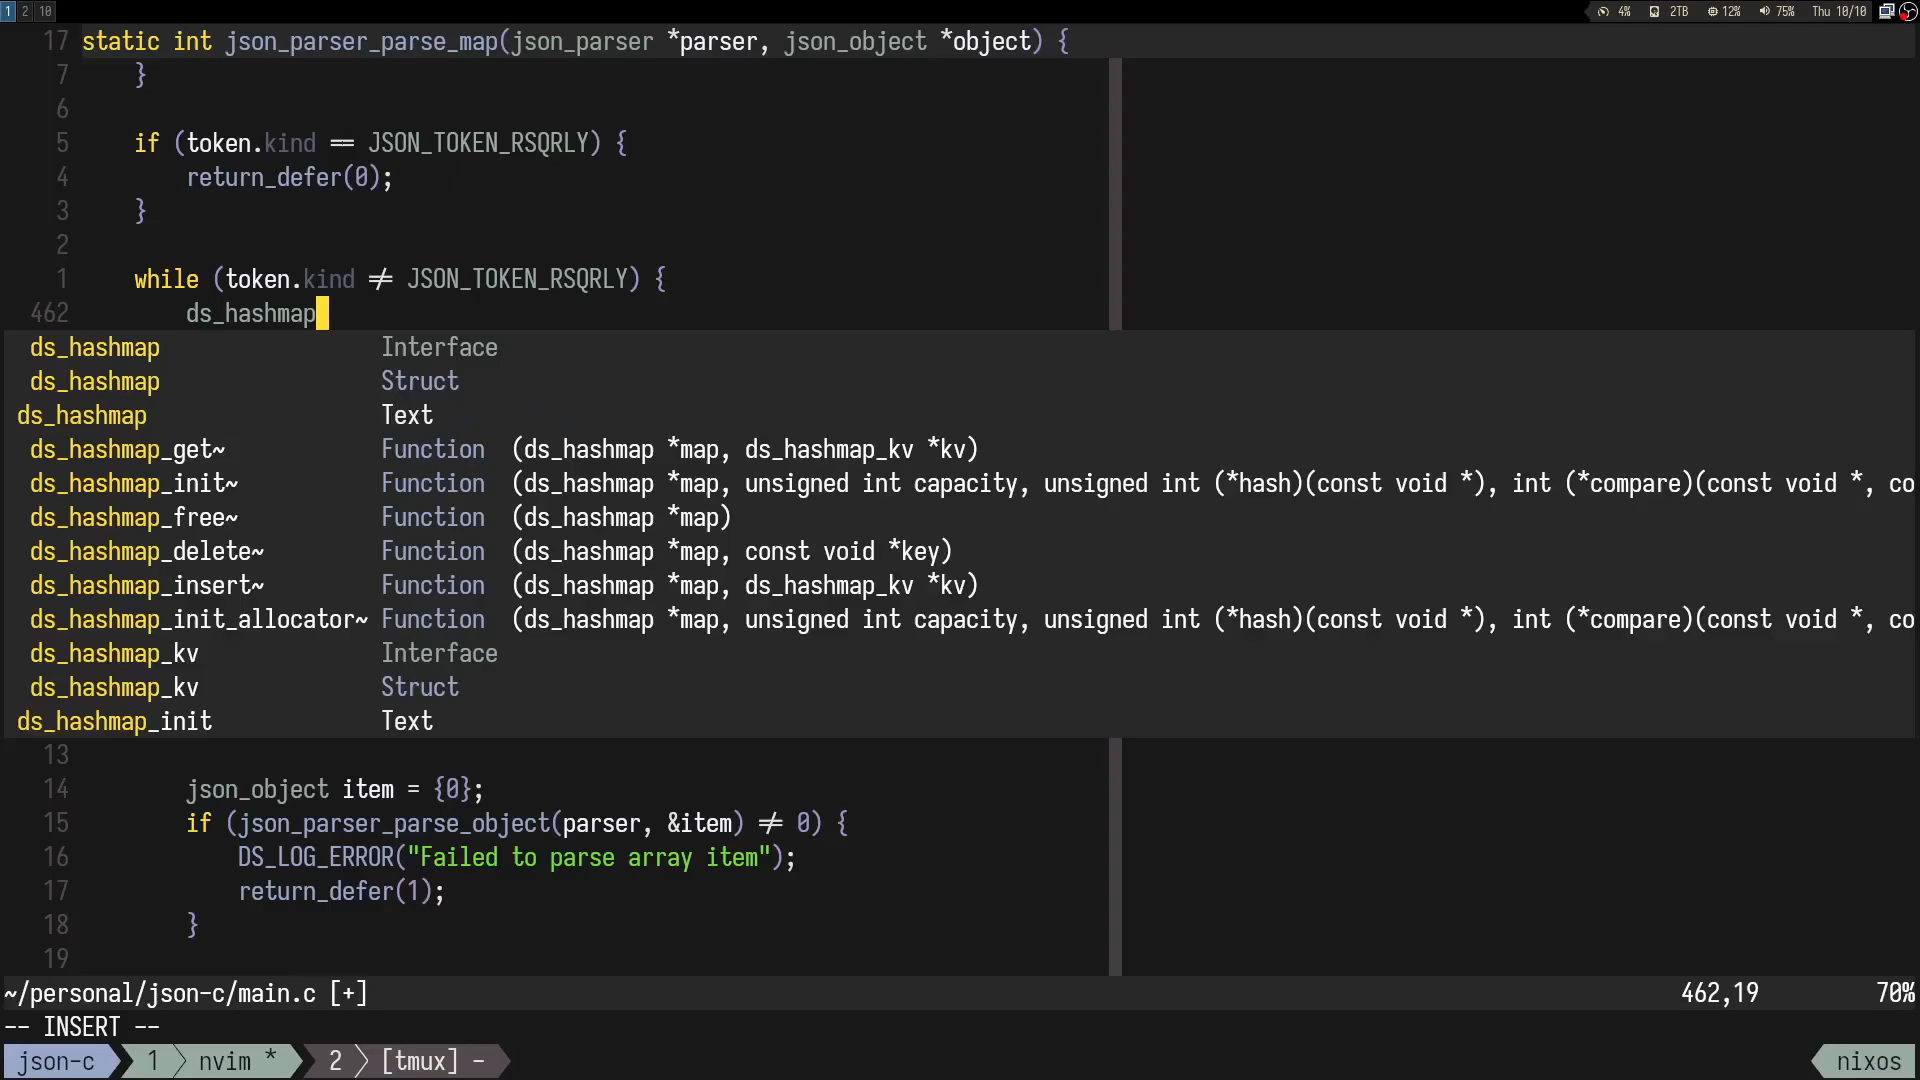 1 2 10 4% 2TB 12% 75% Thu 10/10
17 static int json_parser_parse_map(json_parser *parser, json_object *object) {
7 }
6
5 if (token.kind == JSON_TOKEN_RSQRLY) {
4 return_defer(0);
3 }
2
1 while (token.kind ≠ JSON_TOKEN_RSQRLY) {
462 ds_hashmap
ds_hashmap Interface
ds_hashmap Struct
ds_hashmap Text
ds_hashmap_get~ Function (ds_hashmap *map, ds_hashmap_kv *kv)
ds_hashmap_init~ Function (ds_hashmap *map, unsigned int capacity, unsigned int (*hash)(const void *), int (*compare)(const void *, co
ds_hashmap_free~ Function (ds_hashmap *map)
ds_hashmap_delete~ Function (ds_hashmap *map, const void *key)
ds_hashmap_insert~ Function (ds_hashmap *map, ds_hashmap_kv *kv)
ds_hashmap_init_allocator~ Function (ds_hashmap *map, unsigned int capacity, unsigned int (*hash)(const void *), int (*compare)(const void *, co
ds_hashmap_kv Interface
ds_hashmap_kv Struct
ds_hashmap_init Text
13
14 json_object item = {0};
15 if (json_parser_parse_object(parser, &item) ≠ 0) {
16 DS_LOG_ERROR("Failed to parse array item");
17 return_defer(1);
18 }
19
~/personal/json-c/main.c [+] 462,19 70%
-- INSERT --
json-c 1 nvim * 2 [tmux] - nixos